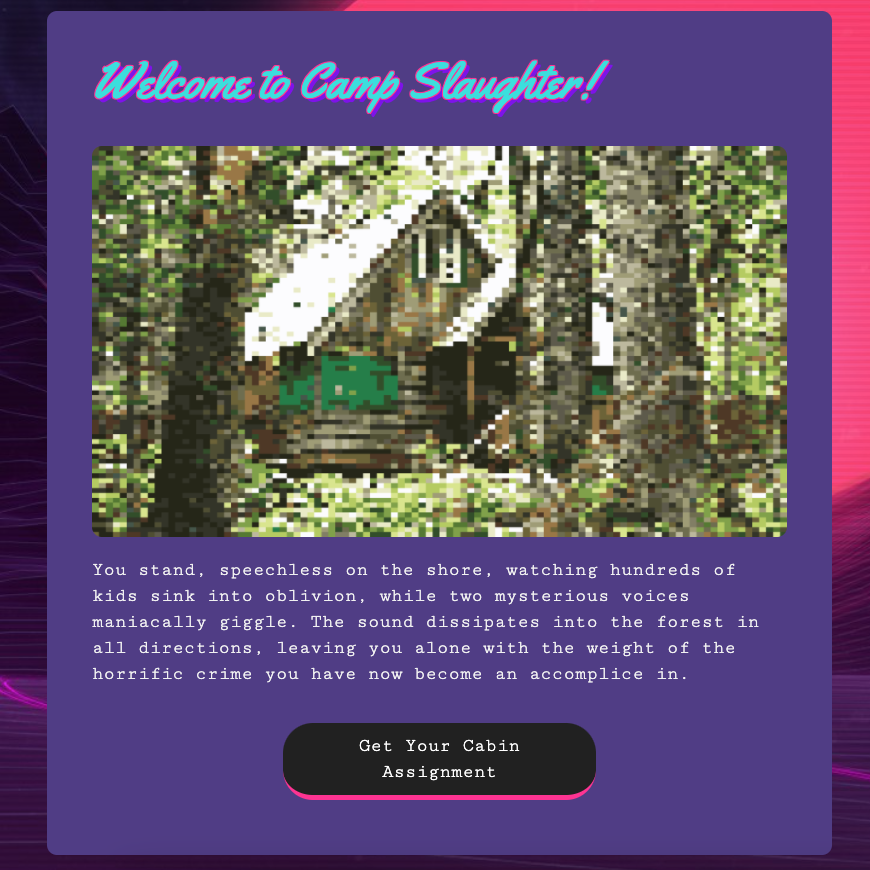 Welcome to Camp Slaughter!
You stand, speechless on the shore, watching hundreds of
kids sink into oblivion, while two mysterious voices
maniacally giggle. The sound dissipates into the forest in
all directions, leaving you alone with the weight of the
horrific crime you have now become an accomplice in.
Get Your Cabin
Assignment